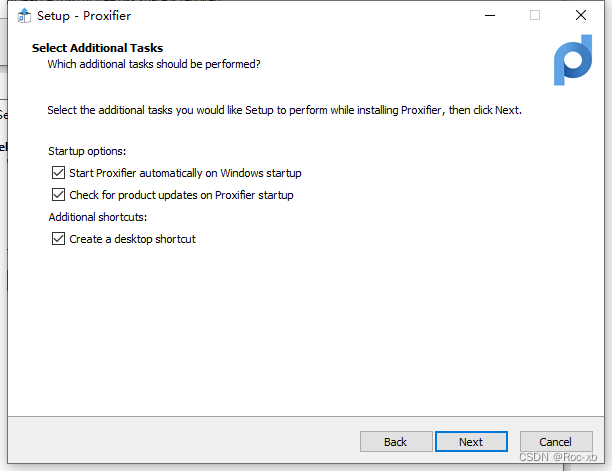 Setup - Proxifier
Select Additional Tasks
Which additional tasks should be performed?
Select the additional tasks you would like Setup to perform while installing Proxifier, then click Next.
Startup options:
Start Proxifier automatically on Windows startup
Check for product updates on Proxifier startup
Additional shortcuts:
Create a desktop shortcut
Back
Next
Cancel
CSDN @Roc-xb